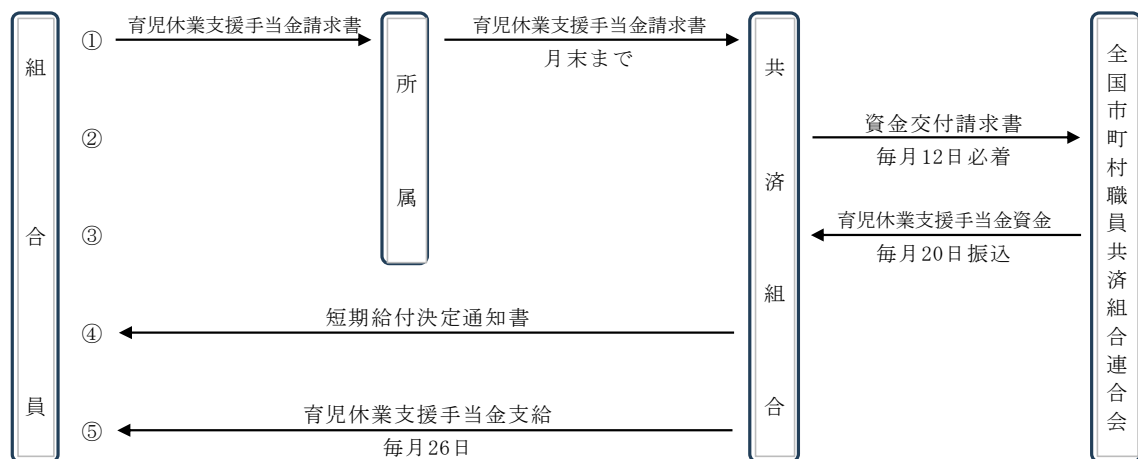 組合員
①
育児休業支援手当金請求書
所属
育児休業支援手当金請求書
月末まで
共済組合
全国市町村職員共済組合連合会
②
資金交付請求書
毎月12日必着
③
育児休業支援手当金資金
毎月20日振込
④
短期給付決定通知書
⑤
育児休業支援手当金支給
毎月26日